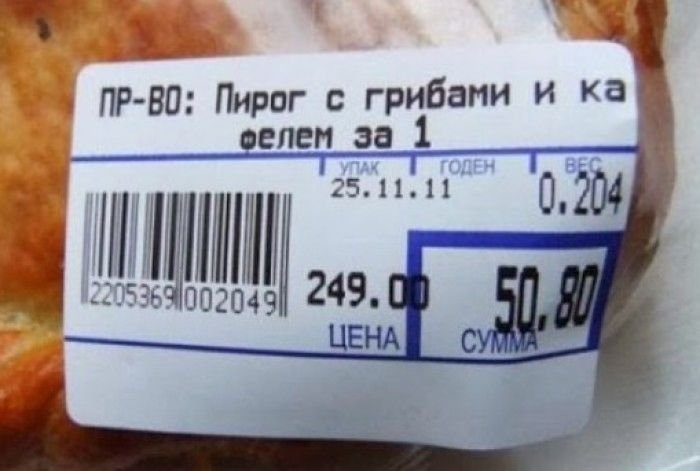 ПР-ВО: Пирог с грибами и ка
фелем за 1
УПАК ГОДЕН ВЕС
25.11.11 0.204
2205369 002049
249.00 50.80
ЦЕНА СУММА